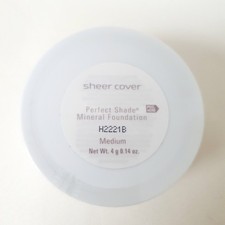 sheer cover®
Perfect Shade®
Mineral Foundation
H2221B
Medium
Net Wt. 4 g 0.14 oz